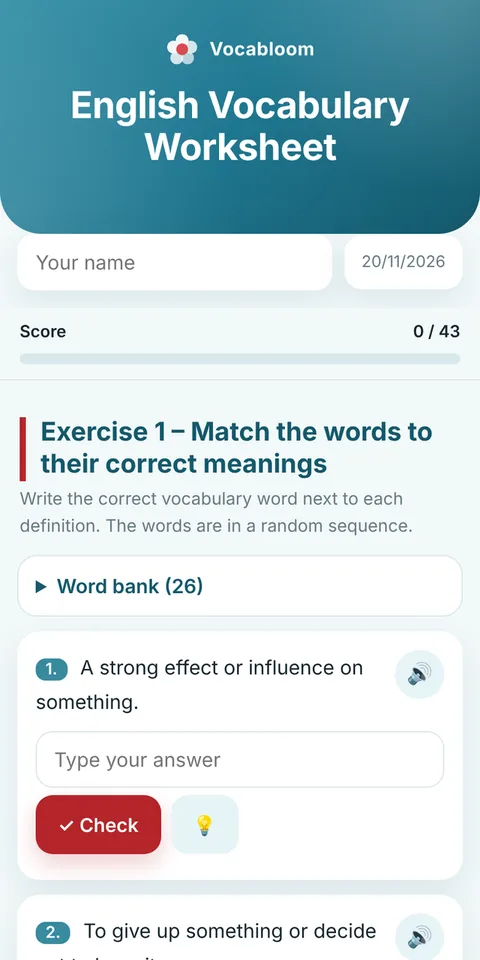 Vocabloom
English Vocabulary
Worksheet
Your name
20/11/2026
Score
0 / 43
Exercise 1 – Match the words to
their correct meanings
Write the correct vocabulary word next to each
definition. The words are in a random sequence.
Word bank (26)
1. A strong effect or influence on
something.
Type your answer
✓ Check
2. To give up something or decide